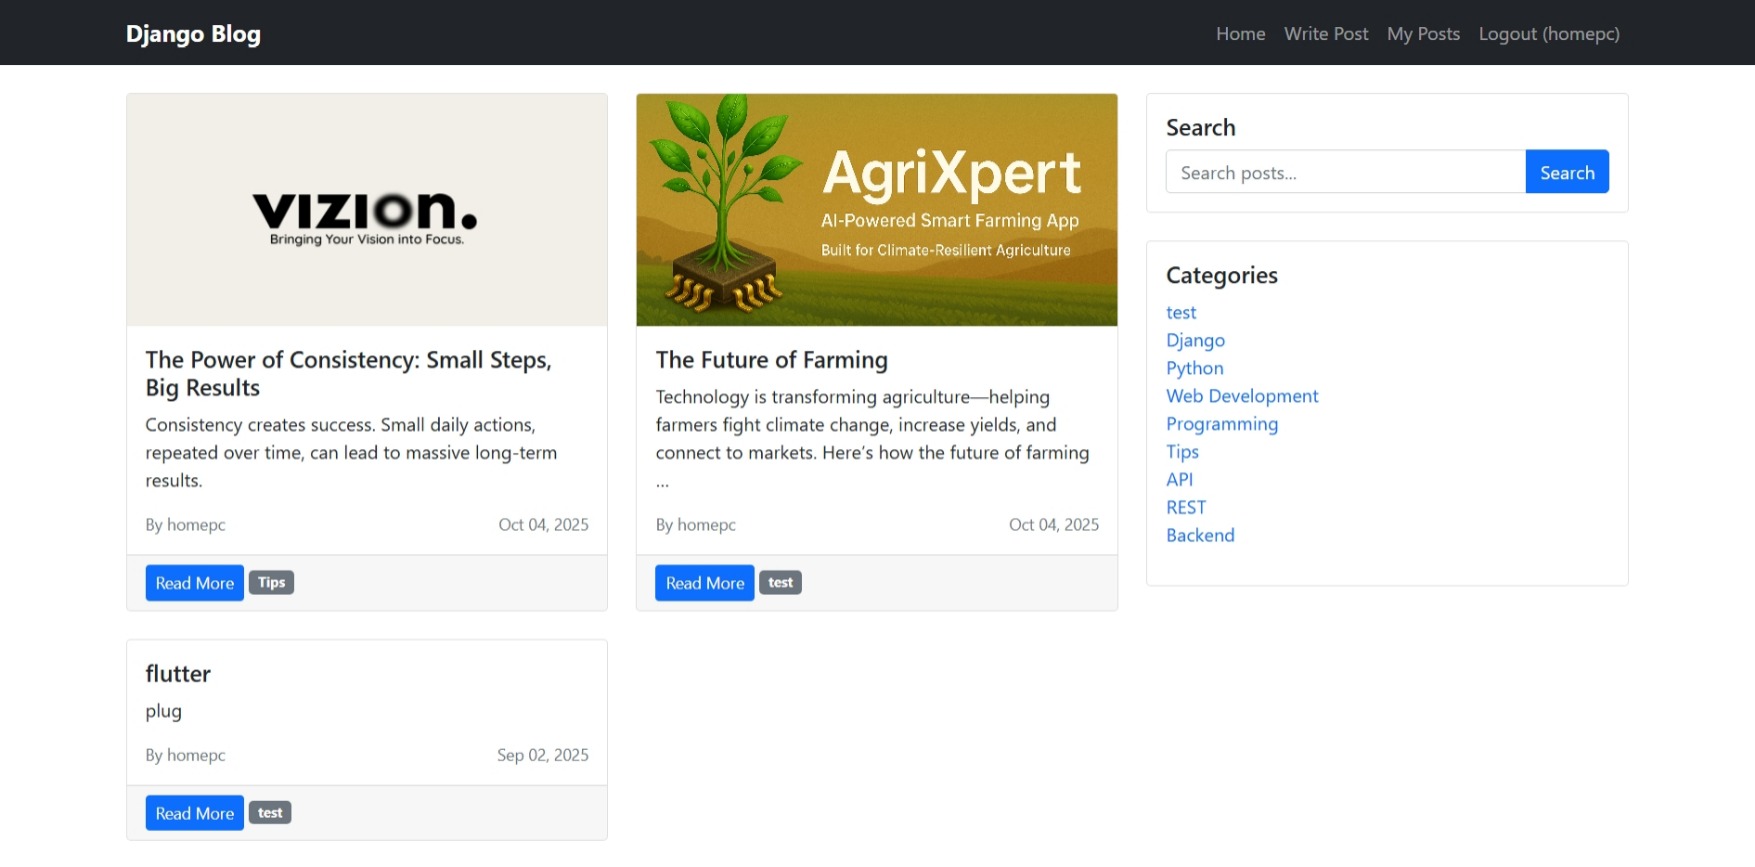 Django Blog
Home Write Post My Posts Logout (homepc)
vizion.
Bringing Your Vision into Focus.
The Power of Consistency: Small Steps,
Big Results
Consistency creates success. Small daily actions,
repeated over time, can lead to massive long-term
results.
By homepc Oct 04, 2025
Read More Tips
AgriXpert
AI-Powered Smart Farming App
Built for Climate-Resilient Agriculture
The Future of Farming
Technology is transforming agriculture—helping
farmers fight climate change, increase yields, and
connect to markets. Here’s how the future of farming
...
By homepc Oct 04, 2025
Read More test
flutter
plug
By homepc Sep 02, 2025
Read More test
Search
Search posts... Search
Categories
test
Django
Python
Web Development
Programming
Tips
API
REST
Backend